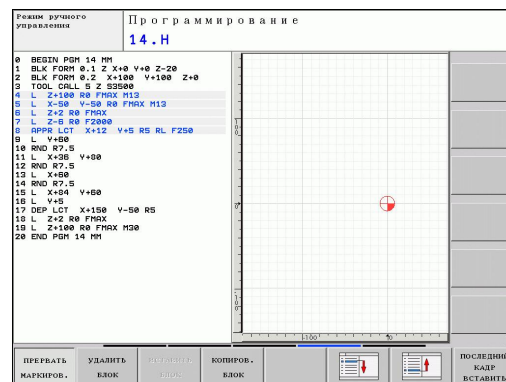 Режим ручного
управления
Программирование
14.H
0 BEGIN PGM 14 MM
1 BLK FORM 0.1 Z X+0 Y+0 Z-20
2 BLK FORM 0.2 X+100 Y+100 Z+0
3 TOOL CALL 5 Z S3500
4 L Z+100 R0 FMAX M13
5 L X-50 Y-50 R0 FMAX M13
6 L Z+2 R0 FMAX
7 L Z-6 R0 F2000
8 APPR LCT X+12 Y+5 R5 RL F250
9 L Y+60
10 RND R7.5
11 L X+36 Y+80
12 RND R7.5
13 L X+60
14 RND R7.5
15 L X+84 Y+60
16 L Y+5
17 DEP LCT X+150 Y-50 R5
18 L Z+2 R0 FMAX
19 L Z+100 R0 FMAX M30
20 END PGM 14 MM
-100
ПРЕРВАТЬ
МАРКИРОВ.
УДАЛИТЬ
БЛОК
ВСТАВИТЬ
БЛОК
КОПИРОВ.
БЛОК
ПОСЛЕДНИЙ
КАДР
ВСТАВИТЬ